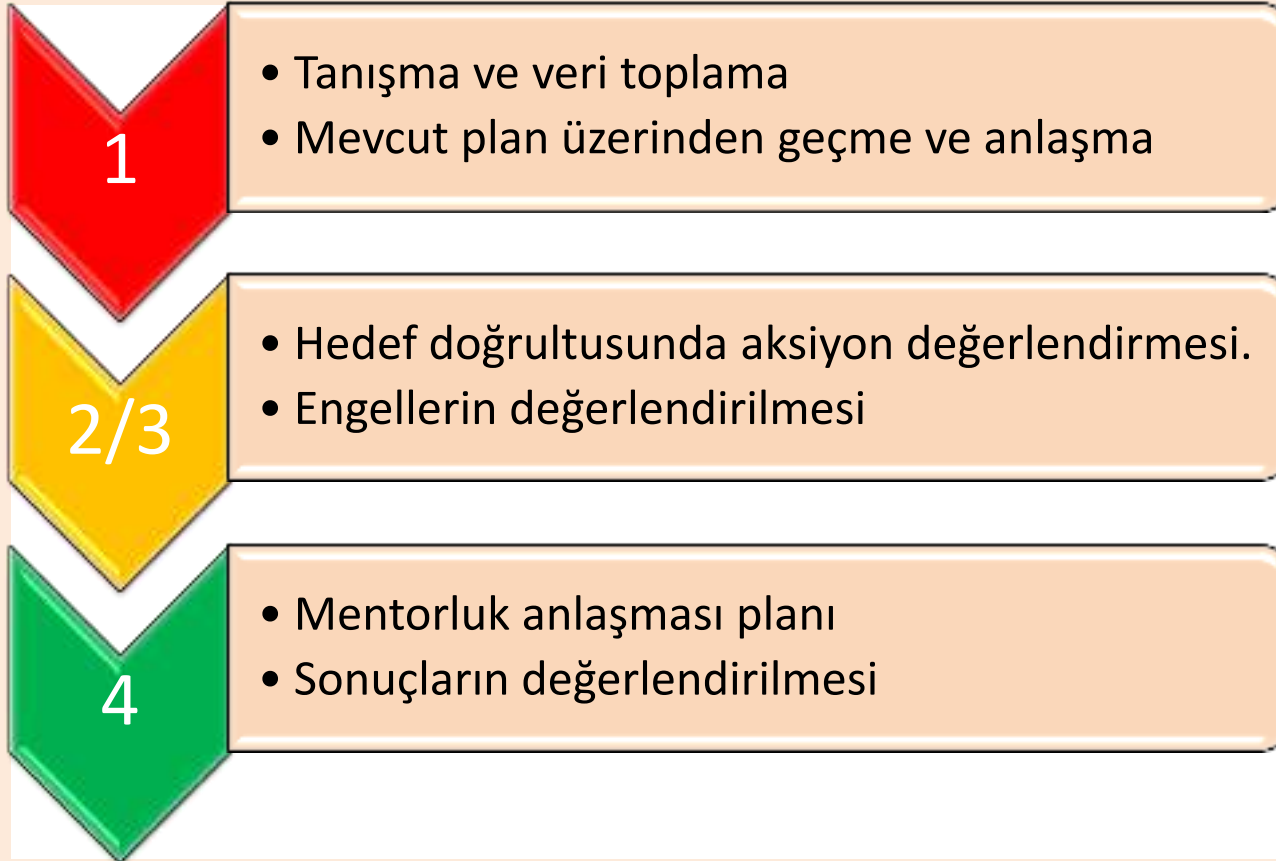 1
• Tanışma ve veri toplama
• Mevcut plan üzerinden geçme ve anlaşma
2/3
• Hedef doğrultusunda aksiyon değerlendirmesi.
• Engellerin değerlendirilmesi
4
• Mentorluk anlaşması planı
• Sonuçların değerlendirilmesi